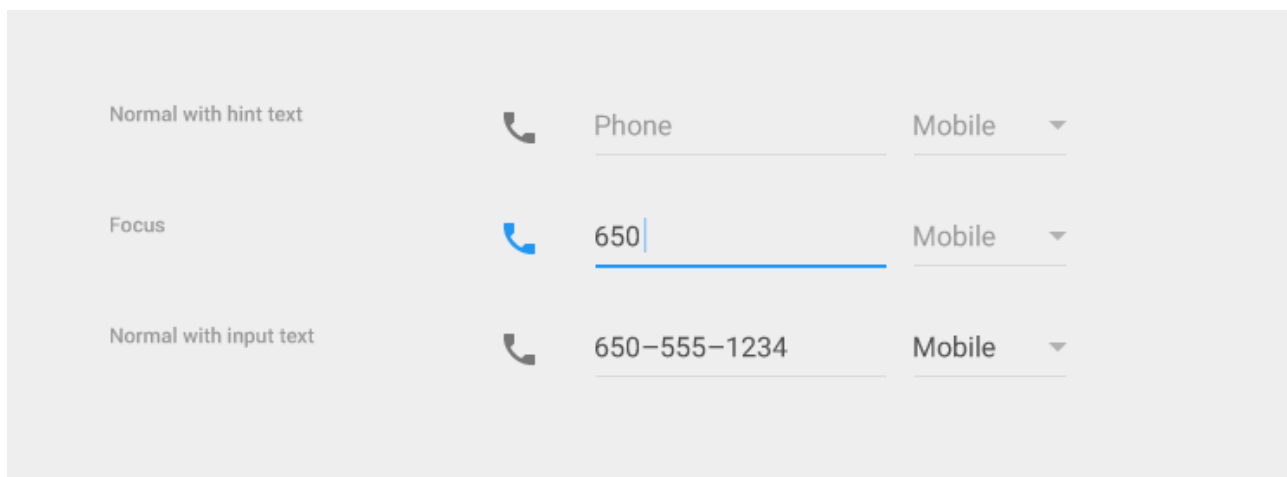 Normal with hint text
Phone
Mobile
Focus
650
Mobile
Normal with input text
650–555–1234
Mobile